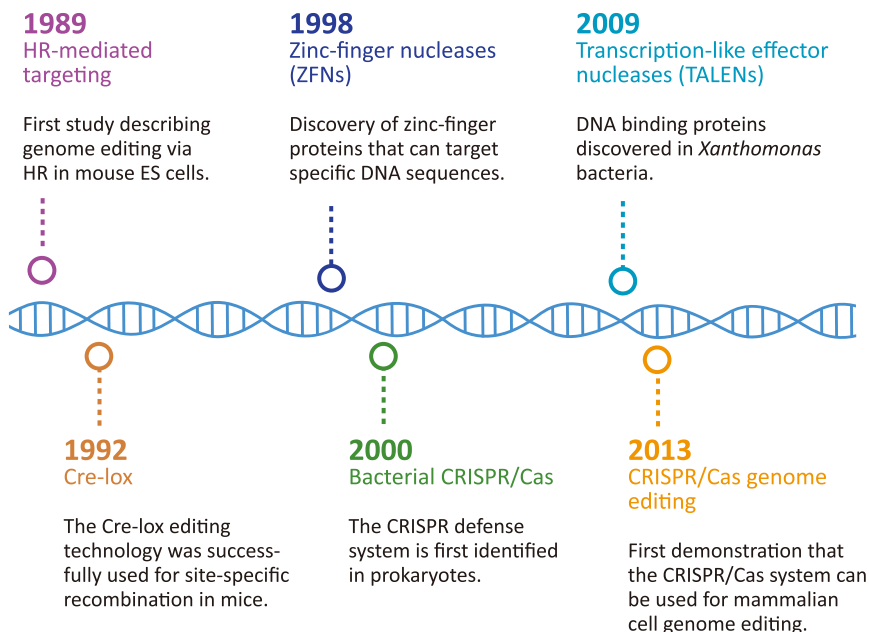 1989
HR-mediated
targeting
First study describing
genome editing via
HR in mouse ES cells.
1998
Zinc-finger nucleases
(ZFNs)
Discovery of zinc-finger
proteins that can target
specific DNA sequences.
2009
Transcription-like effector
nucleases (TALENs)
DNA binding proteins
discovered in Xanthomonas
bacteria.
1992
Cre-lox
The Cre-lox editing
technology was success-
fully used for site-specific
recombination in mice.
2000
Bacterial CRISPR/Cas
The CRISPR defense
system is first identified
in prokaryotes.
2013
CRISPR/Cas genome
editing
First demonstration that
the CRISPR/Cas system can
be used for mammalian
cell genome editing.